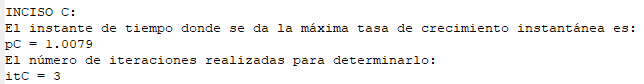 INCISO C:
El instante de tiempo donde se da la máxima tasa de crecimiento instantánea es:
pC = 1.0079
El número de iteraciones realizadas para determinarlo:
itC = 3